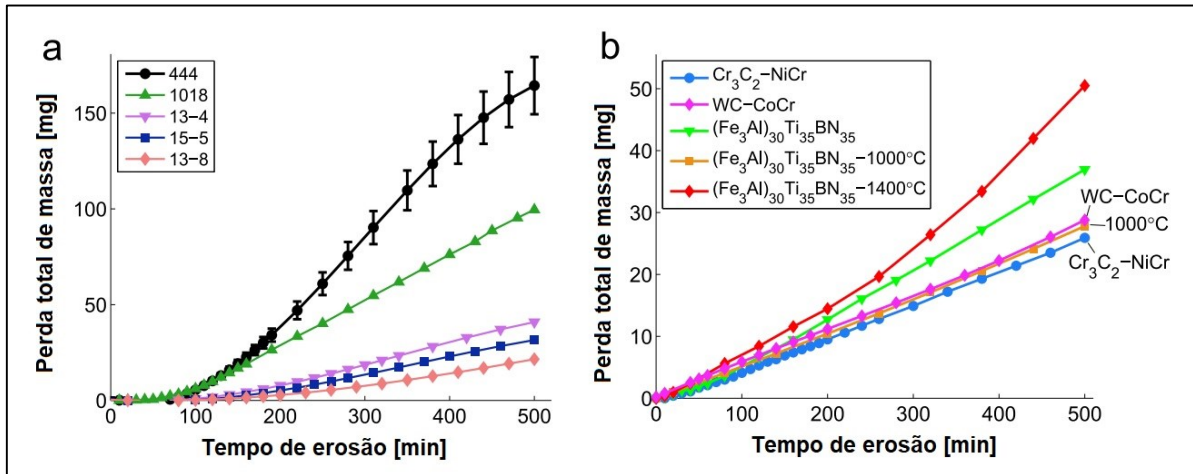 a
Perda total de massa [mg]
150
100
50
0
0
100
200
300
400
500
Tempo de erosão [min]
444
1018
13–4
15–5
13–8
b
Perda total de massa [mg]
50
40
30
20
10
0
0
100
200
300
400
500
Tempo de erosão [min]
Cr₃C₂–NiCr
WC–CoCr
(Fe₃Al)₃₀Ti₃₅BN₃₅
(Fe₃Al)₃₀Ti₃₅BN₃₅–1000°C
(Fe₃Al)₃₀Ti₃₅BN₃₅–1400°C
WC–CoCr
1000°C
Cr₃C₂–NiCr